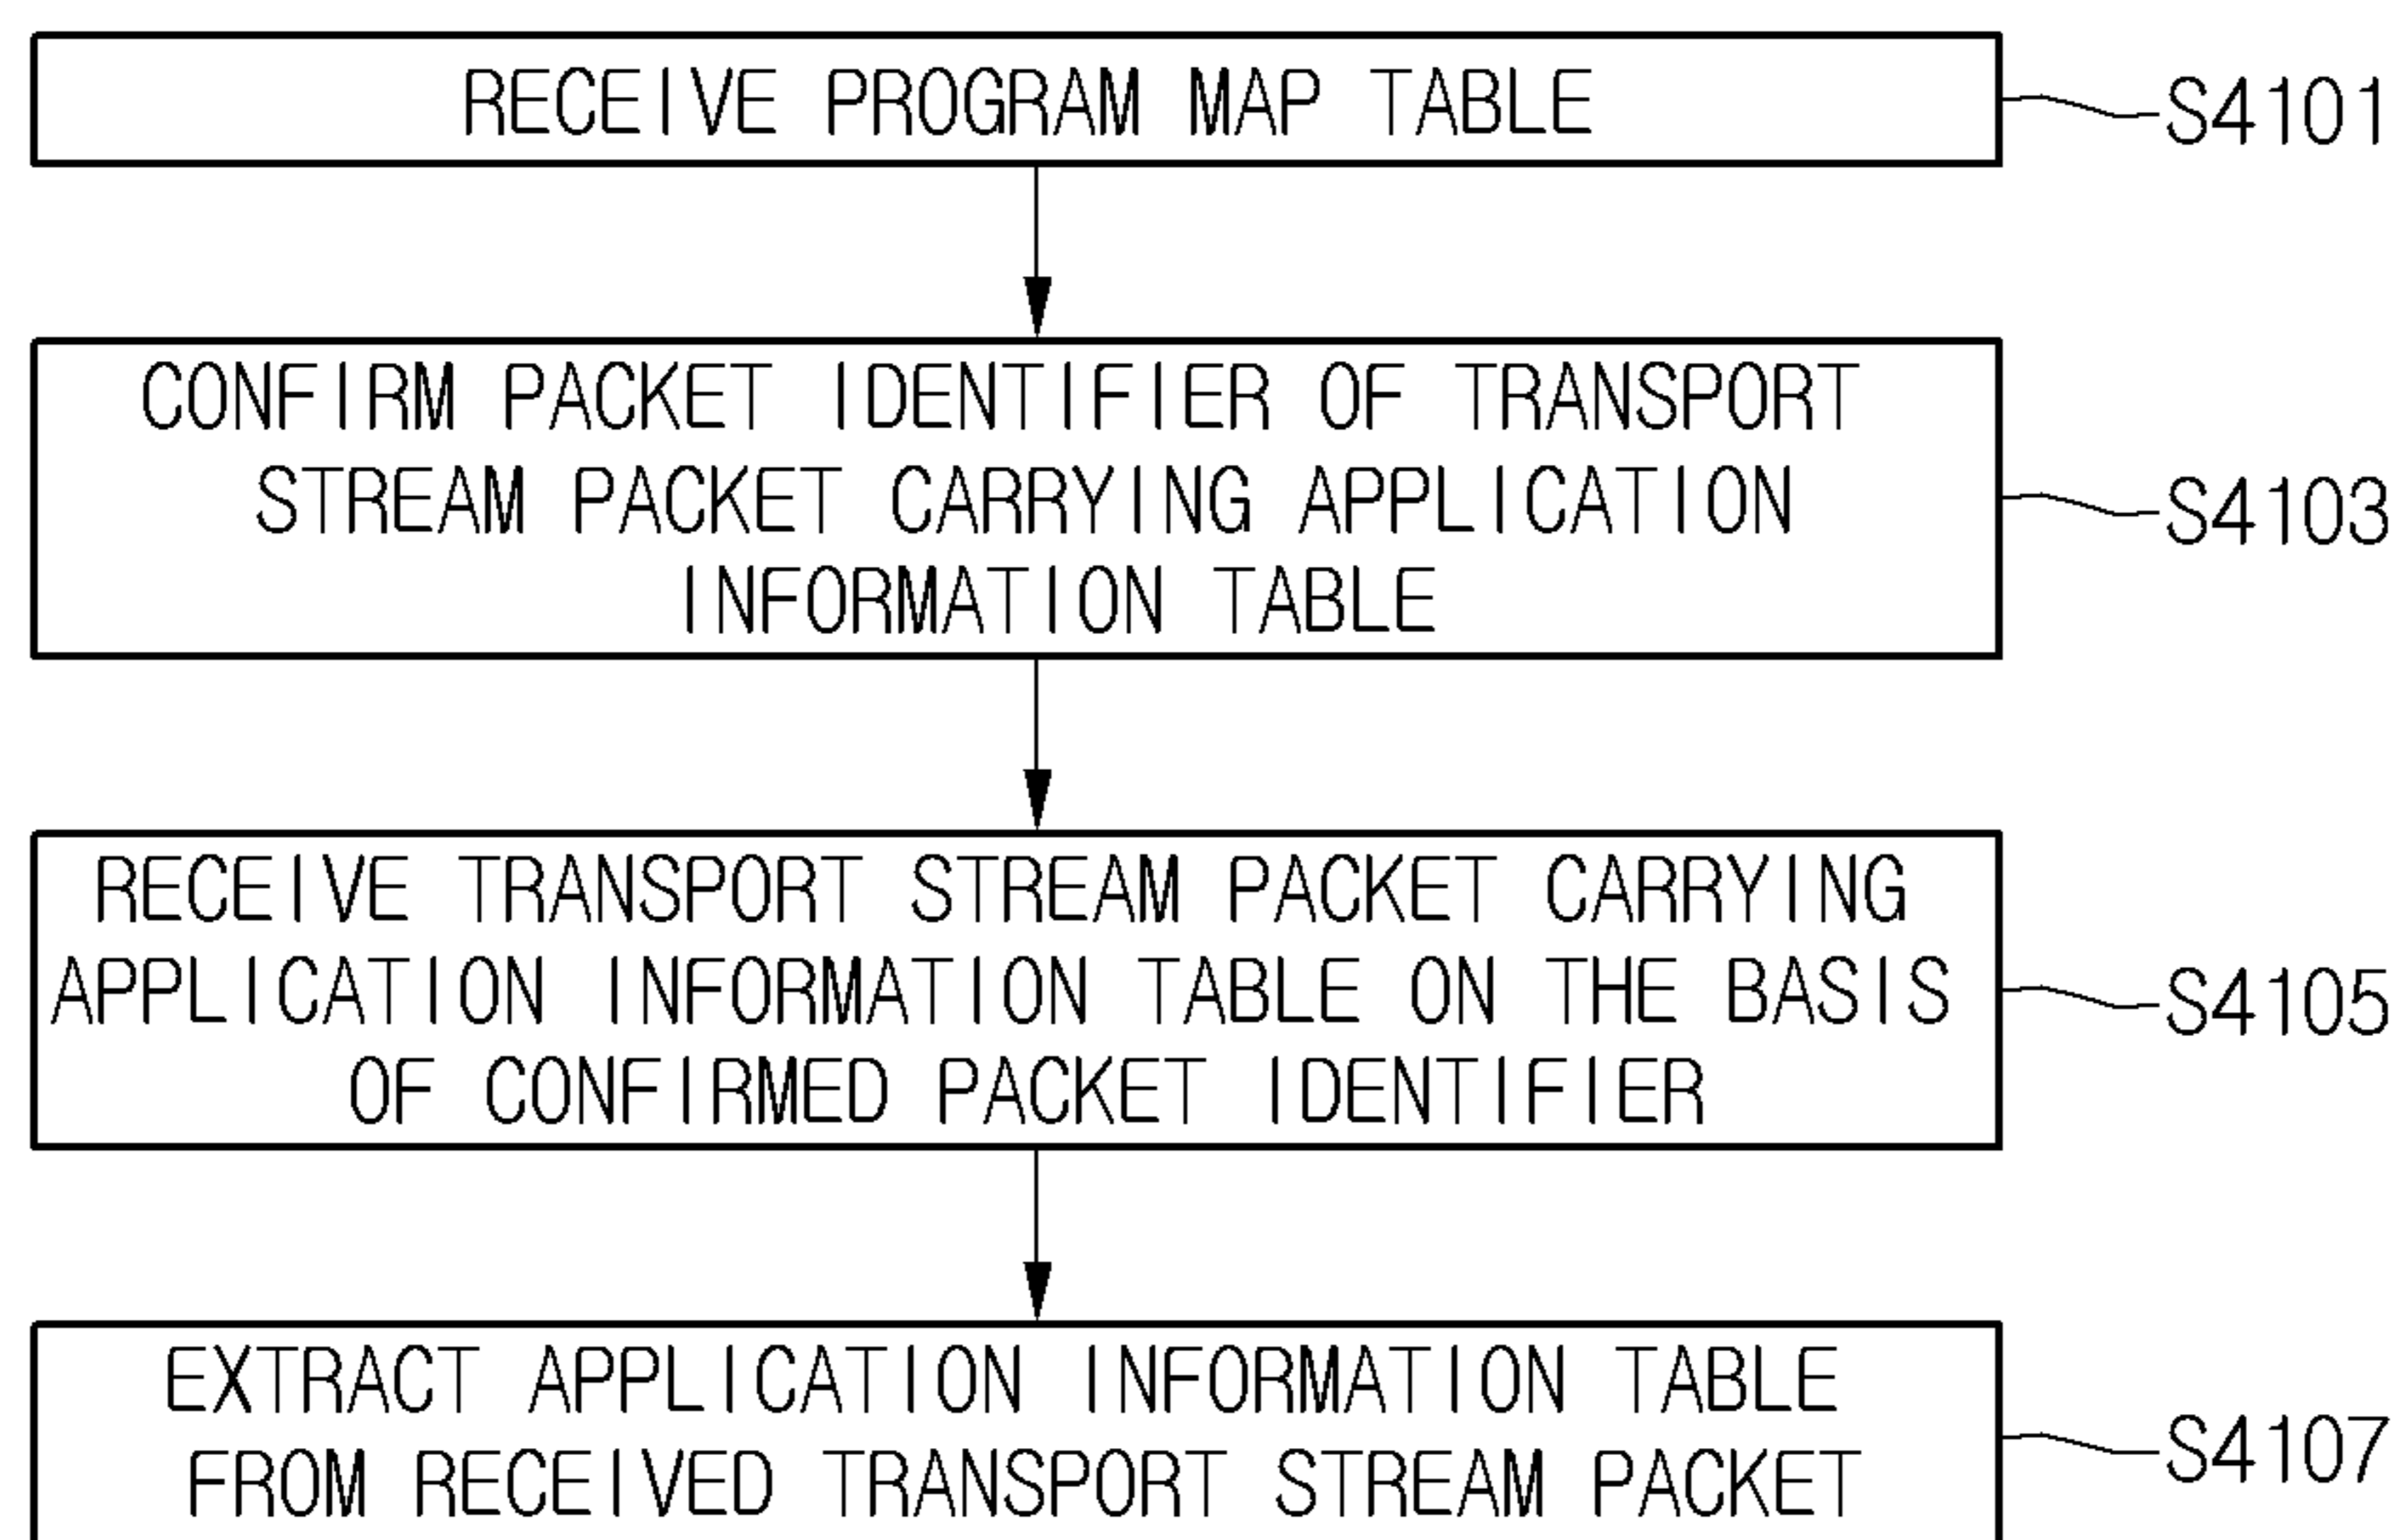 RECEIVE PROGRAM MAP TABLE
S4101
CONFIRM PACKET IDENTIFIER OF TRANSPORT
STREAM PACKET CARRYING APPLICATION
INFORMATION TABLE
S4103
RECEIVE TRANSPORT STREAM PACKET CARRYING
APPLICATION INFORMATION TABLE ON THE BASIS
OF CONFIRMED PACKET IDENTIFIER
S4105
EXTRACT APPLICATION INFORMATION TABLE
FROM RECEIVED TRANSPORT STREAM PACKET
S4107